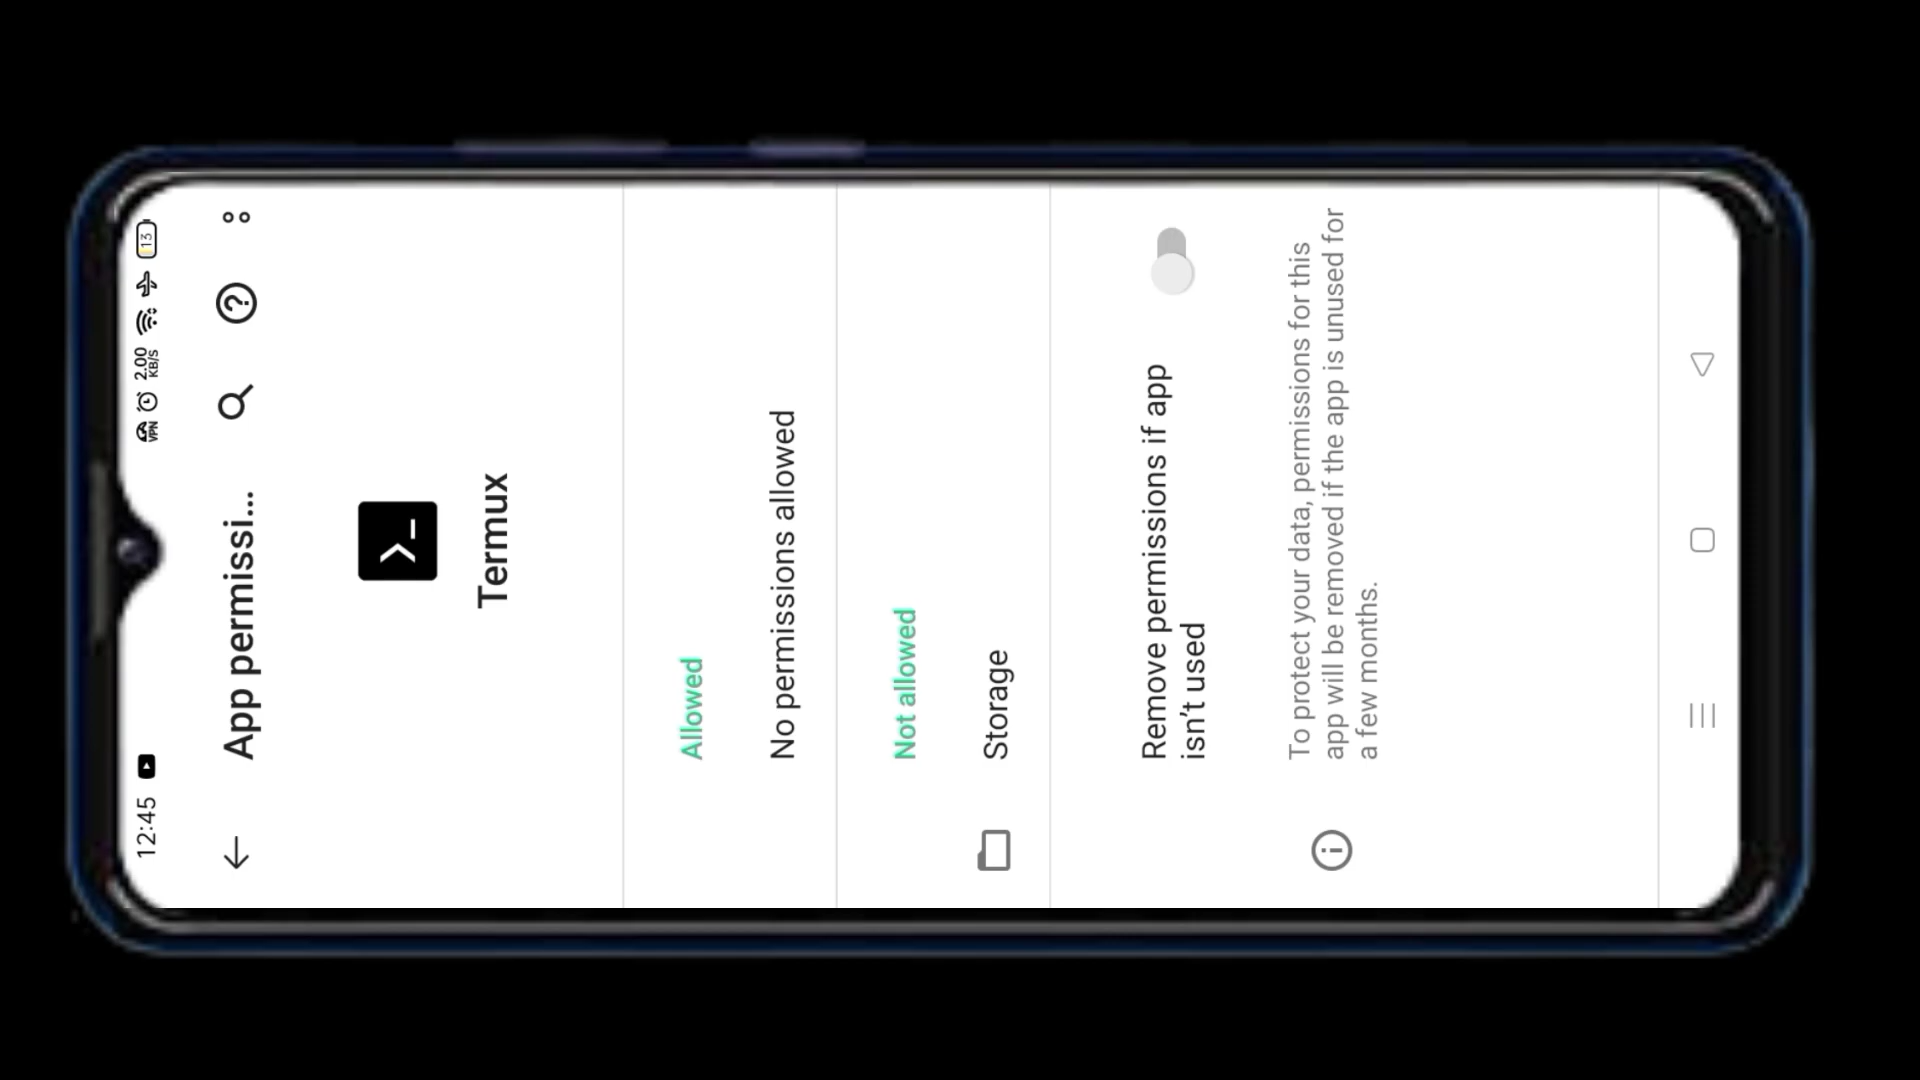 12:45
VPN
2.00
KB/S
13
App permissi...
Termux
Allowed
No permissions allowed
Not allowed
Storage
Remove permissions if app
isn't used
To protect your data, permissions for this
app will be removed if the app is unused for
a few months.